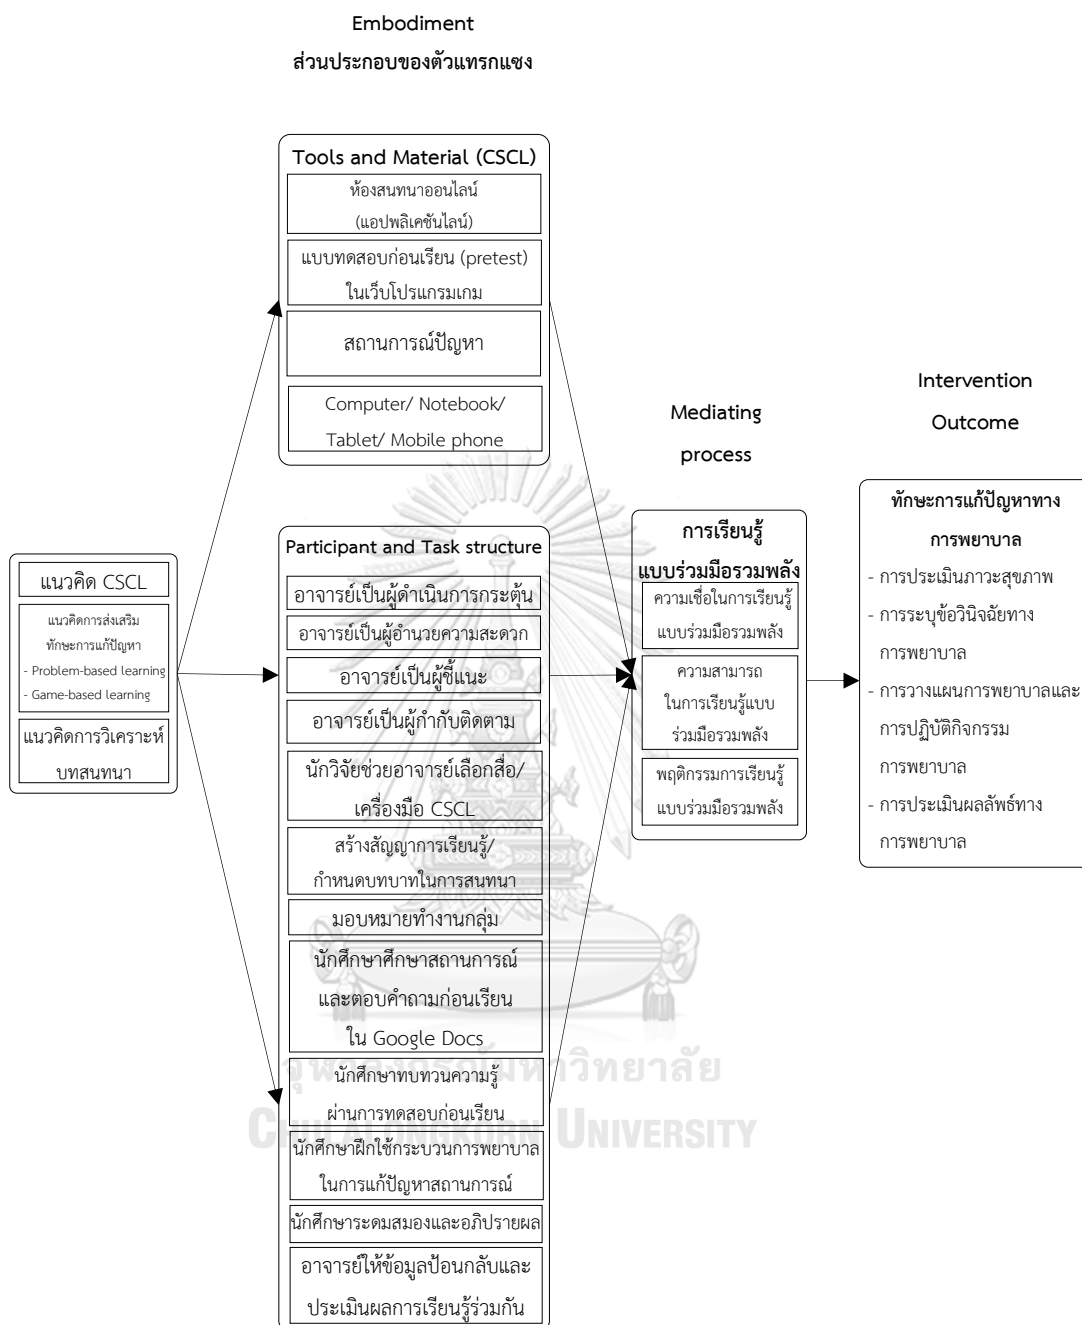 Embodiment
ส่วนประกอบของตัวแทรกแซง
Tools and Material (CSCL)
ห้องสนทนาออนไลน์
(แอปพลิเคชันไลน์)
แบบทดสอบก่อนเรียน (pretest)
ในเว็บโปรแกรมเกม
สถานการณ์ปัญหา
Computer/ Notebook/
Tablet/ Mobile phone
แนวคิด CSCL
แนวคิดการส่งเสริม
ทักษะการแก้ปัญหา
- Problem-based learning
- Game-based learning
แนวคิดการวิเคราะห์
บทสนทนา
Participant and Task structure
อาจารย์เป็นผู้ดำเนินการกระตุ้น
อาจารย์เป็นผู้อำนวยความสะดวก
อาจารย์เป็นผู้ชี้แนะ
อาจารย์เป็นผู้กำกับติดตาม
นักวิจัยช่วยอาจารย์เลือกสื่อ/
เครื่องมือ CSCL
สร้างสัญญาการเรียนรู้/
กำหนดบทบาทในการสนทนา
มอบหมายทำงานกลุ่ม
นักศึกษาศึกษาสถานการณ์
และตอบคำถามก่อนเรียน
ใน Google Docs
นักศึกษาทบทวนความรู้
ผ่านการทดสอบก่อนเรียน
นักศึกษาฝึกใช้กระบวนการพยาบาล
ในการแก้ปัญหาสถานการณ์
นักศึกษาระดมสมองและอภิปรายผล
อาจารย์ให้ข้อมูลป้อนกลับและ
ประเมินผลการเรียนรู้ร่วมกัน
Mediating
process
การเรียนรู้
แบบร่วมมือรวมพลัง
ความเชื่อในการเรียนรู้
แบบร่วมมือรวมพลัง
ความสามารถ
ในการเรียนรู้แบบ
ร่วมมือรวมพลัง
พฤติกรรมการเรียนรู้
แบบร่วมมือรวมพลัง
Intervention
Outcome
ทักษะการแก้ปัญหาทาง
การพยาบาล
- การประเมินภาวะสุขภาพ
- การระบุข้อวินิจฉัยทาง
การพยาบาล
- การวางแผนการพยาบาลและ
การปฏิบัติกิจกรรม
การพยาบาล
- การประเมินผลลัพธ์ทาง
การพยาบาล
จุฬาลงกรณ์มหาวิทยาลัย
CHULALONGKORN UNIVERSITY